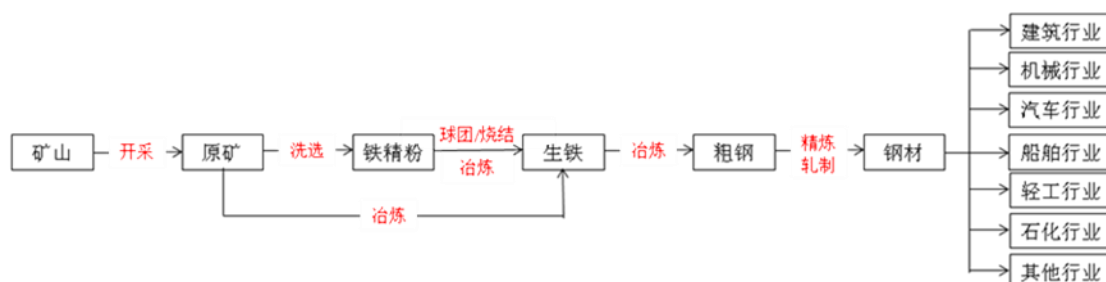 建筑行业
机械行业
汽车行业
矿山
开采
原矿
洗选
铁精粉
球团/烧结
冶炼
生铁
冶炼
粗钢
精炼
轧制
钢材
船舶行业
冶炼
轻工行业
石化行业
其他行业